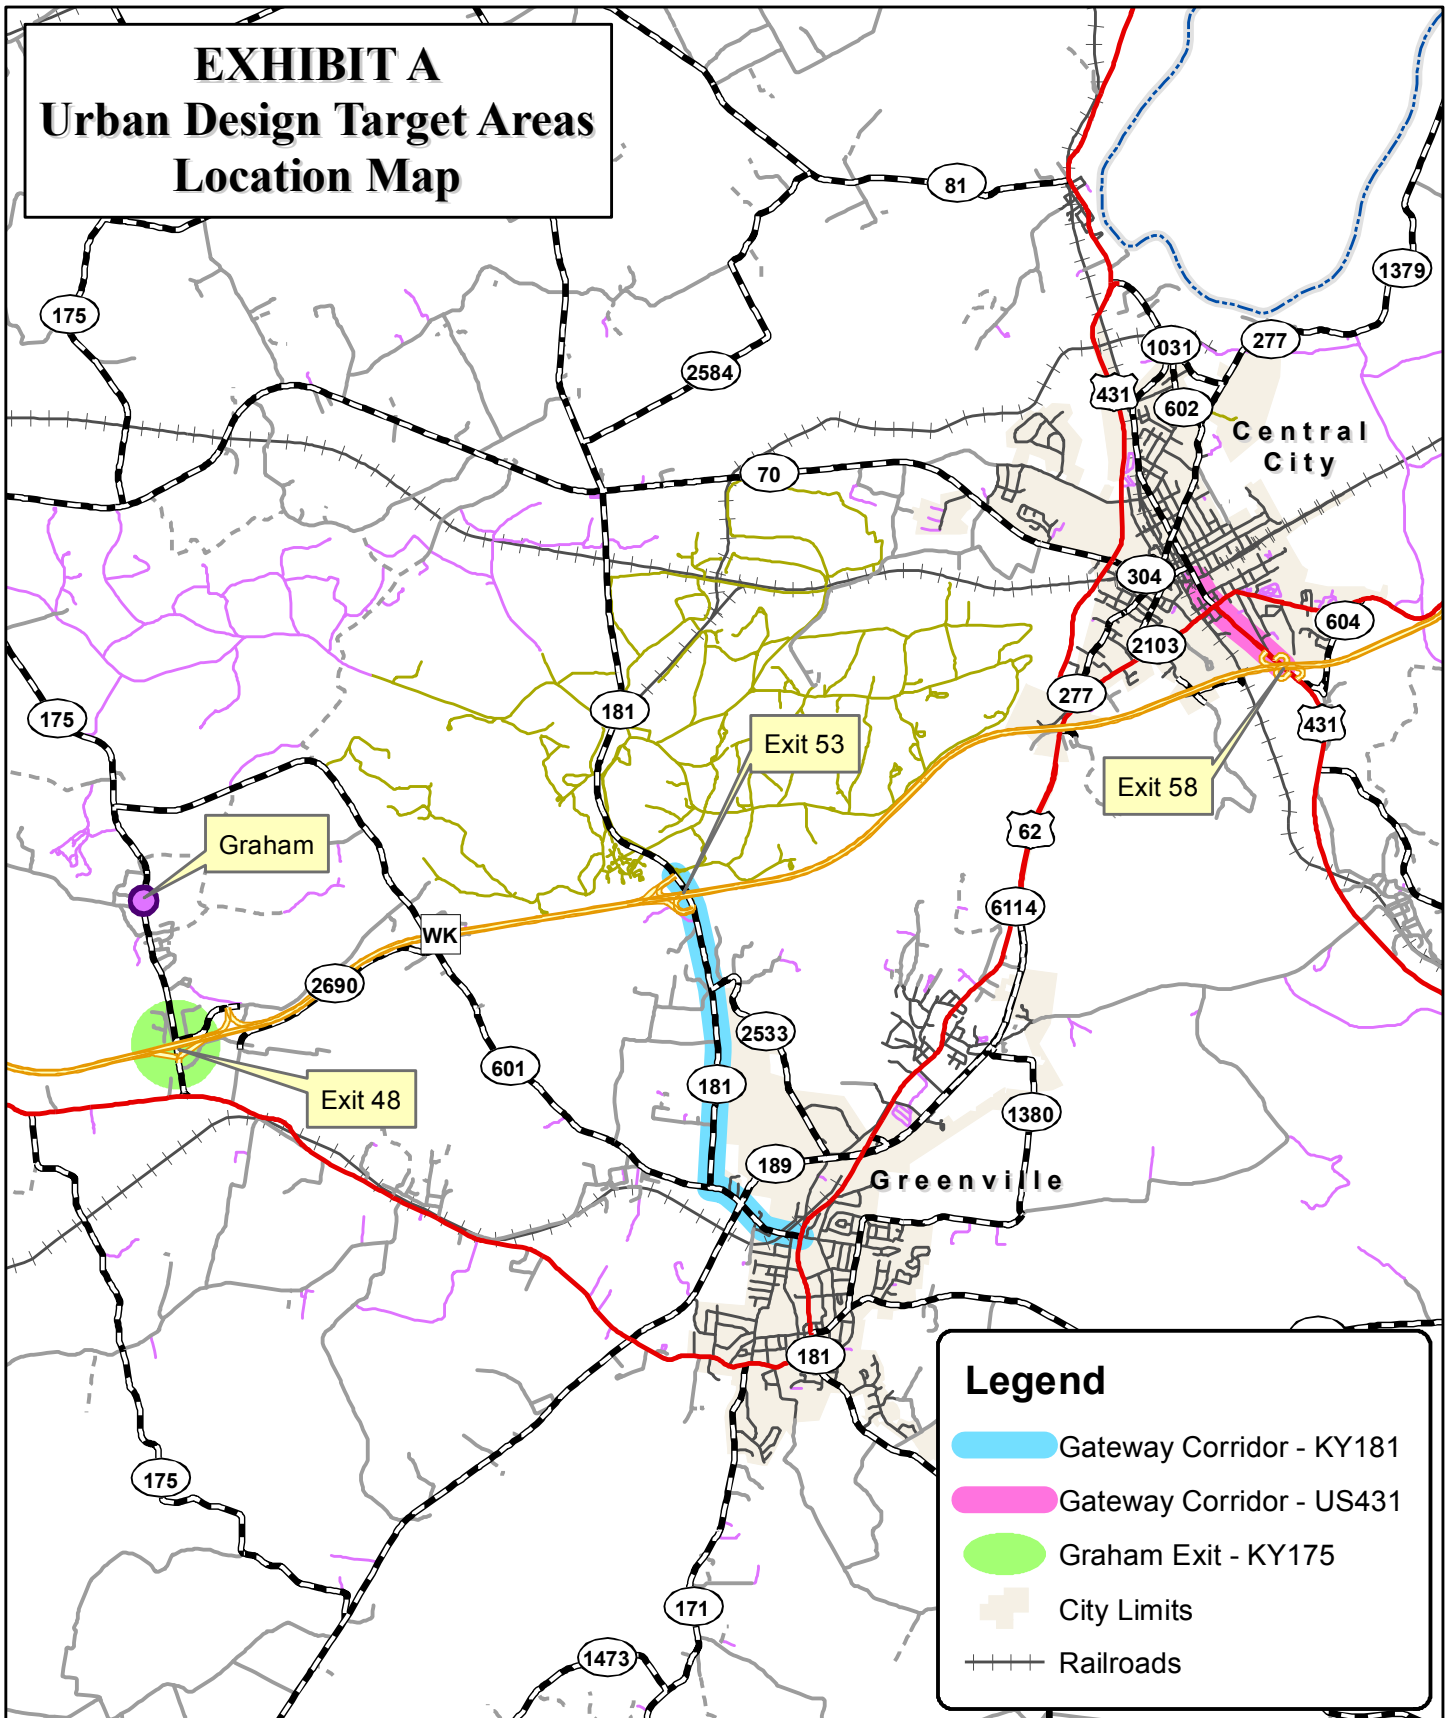 EXHIBIT A
Urban Design Target Areas
Location Map
81
1379
175
1031
277
2584
431
602
Central
City
70
304
604
2103
277
181
175
431
Exit 53
Exit 58
62
Graham
6114
WK
2690
2533
601
181
Exit 48
1380
189
Greenville
181
175
171
1473
Legend
Gateway Corridor - KY181
Gateway Corridor - US431
Graham Exit - KY175
City Limits
Railroads